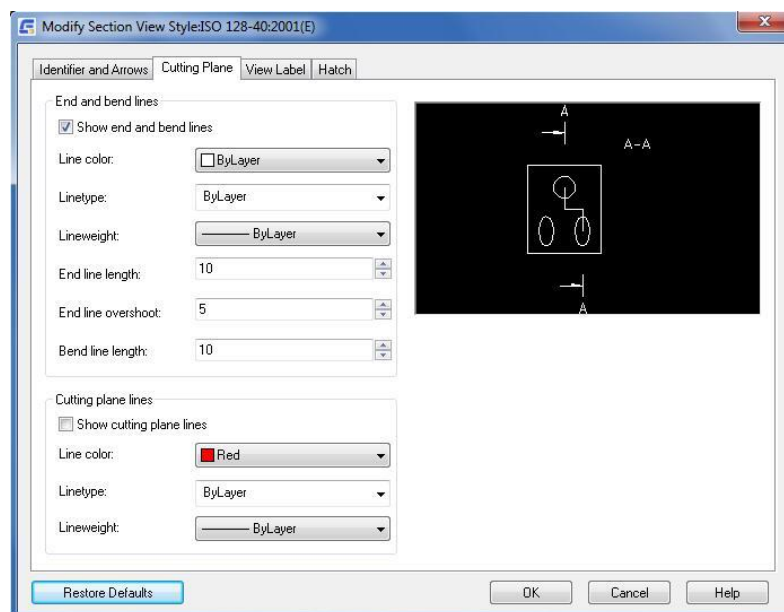 Modify Section View Style:ISO 128-40:2001(E)
Identifier and Arrows Cutting Plane View Label Hatch
End and bend lines
Show end and bend lines
Line color: ByLayer
Linetype: ByLayer
Lineweight: ByLayer
End line length: 10
End line overshoot: 5
Bend line length: 10
Cutting plane lines
Show cutting plane lines
Line color: Red
Linetype: ByLayer
Lineweight: ByLayer
A
A-A
A
Restore Defaults OK Cancel Help